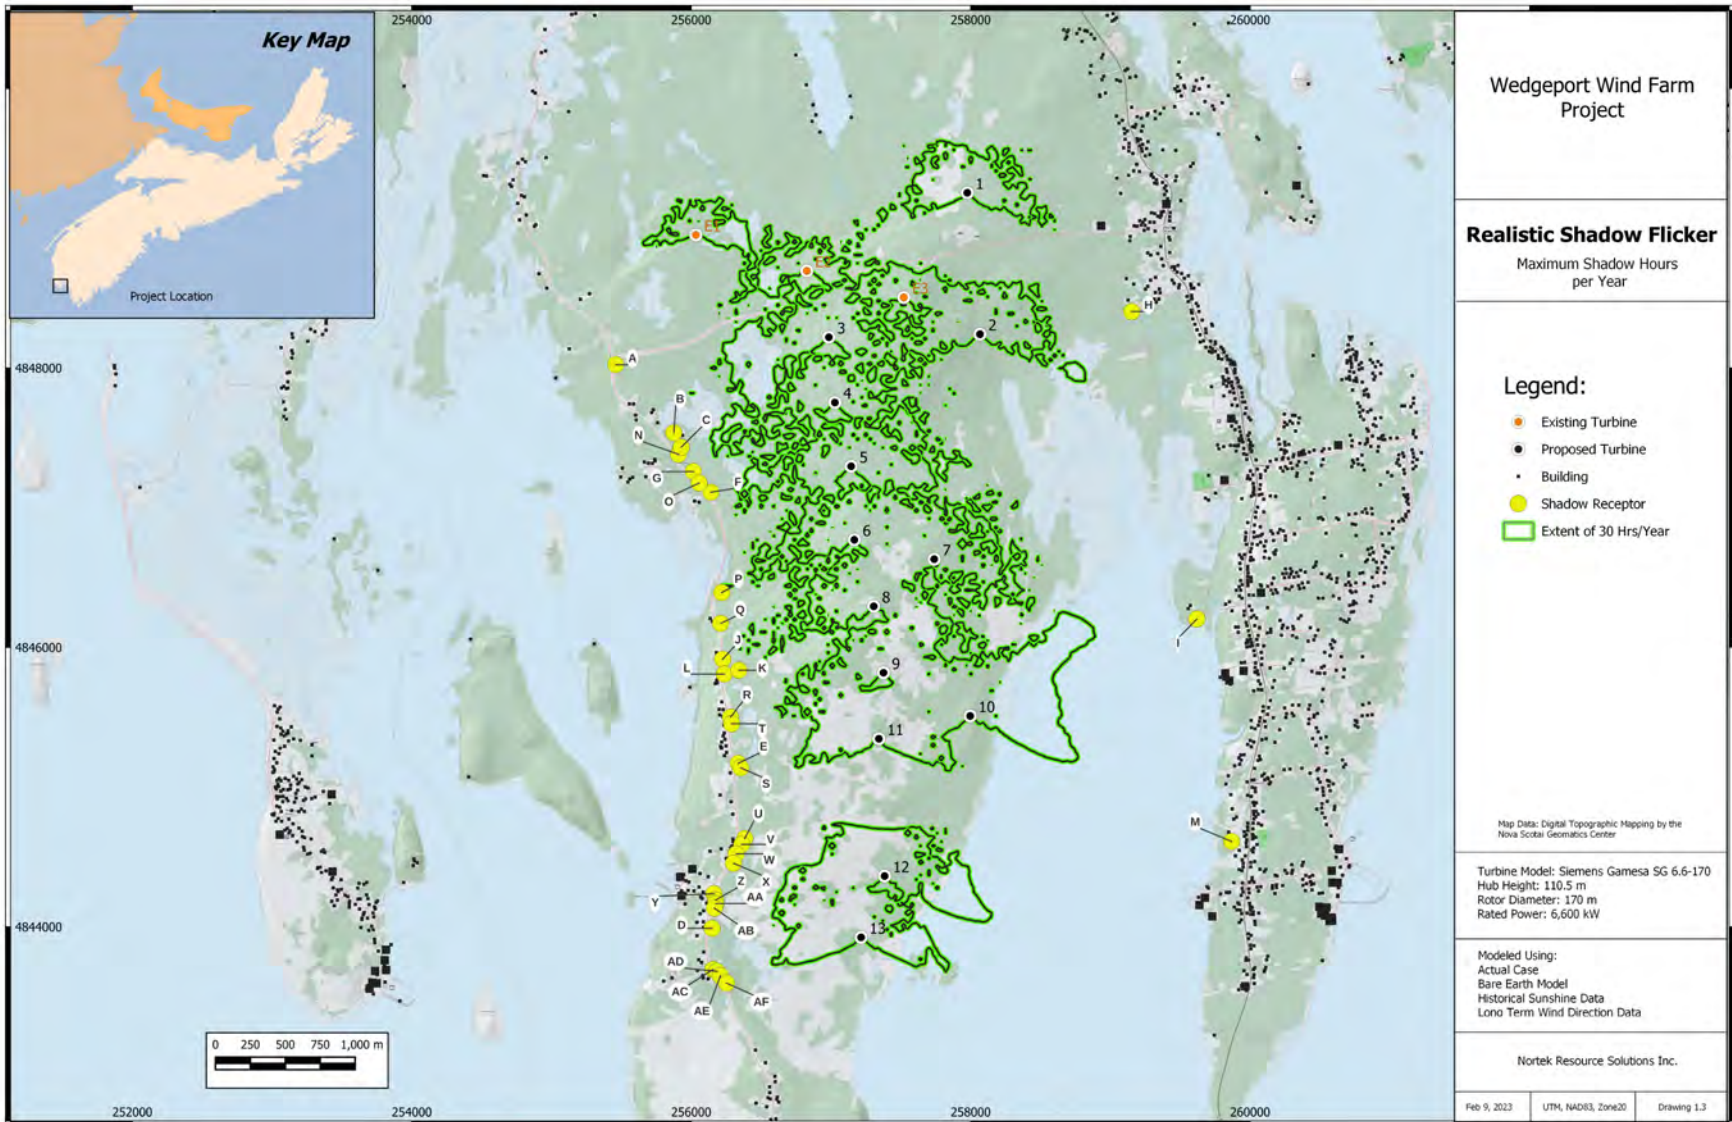 254000
256000
258000
260000
Key Map
Project Location
Wedgeport Wind Farm
Project
Realistic Shadow Flicker
Maximum Shadow Hours
per Year
Legend:
Existing Turbine
Proposed Turbine
Building
Shadow Receptor
Extent of 30 Hrs/Year
Map Data: Digital Topographic Mapping by the
Nova Scotai Geomatics Center
Turbine Model: Siemens Gamesa SG 6.6-170
Hub Height: 110.5 m
Rotor Diameter: 170 m
Rated Power: 6,600 kW
Modeled Using:
Actual Case
Bare Earth Model
Historical Sunshine Data
Lono Term Wind Direction Data
Nortek Resource Solutions Inc.
Feb 9, 2023
UTM, NAD83, Zone20
Drawing 1.3
1
E1
E3
H
2
3
4848000
A
4
B
C
N
5
G
F
O
6
7
P
8
Q
4846000
I
J
L
K
9
R
10
T
11
E
S
U
M
V
W
12
Z
X
Y
AA
4844000
D
AB
13
AD
AC
AF
AE
0 250 500 750 1,000 m
252000
254000
256000
258000
260000